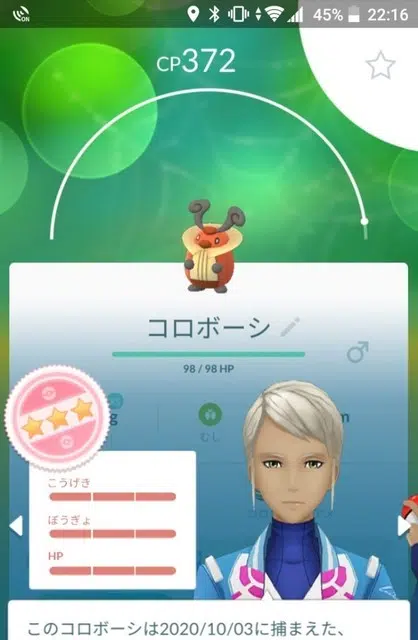 ON
45%
22:16
CP372
コロボーシ
98 / 98 HP
むし
こうげき
ぼうぎょ
HP
このコロボーシは2020/10/03に捕まえた、